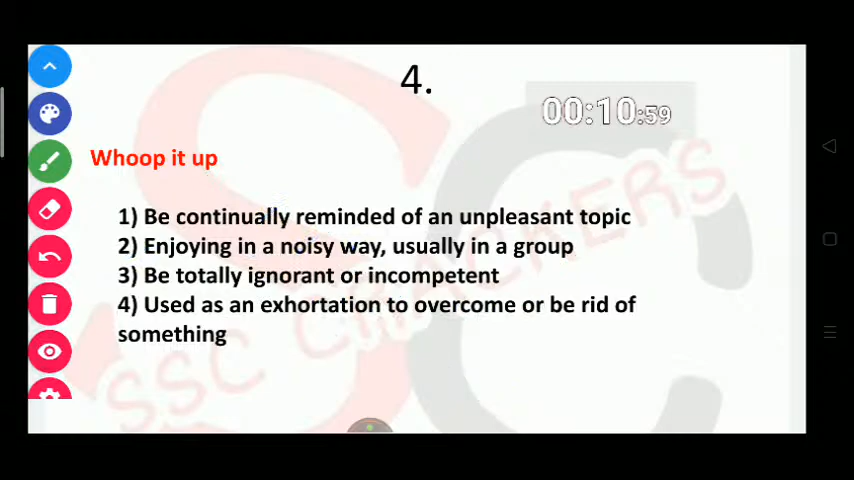 4.
00:10:59
Whoop it up
1) Be continually reminded of an unpleasant topic
2) Enjoying in a noisy way, usually in a group
3) Be totally ignorant or incompetent
4) Used as an exhortation to overcome or be rid of
something
SSC CRACKERS